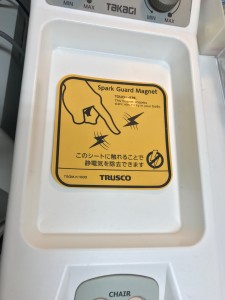 MIN MAX TAKAGI MIN MAX
Spark Guard Magnet
このシートに触れることで
静電気を除去できます
TRUSCO
CHAIR